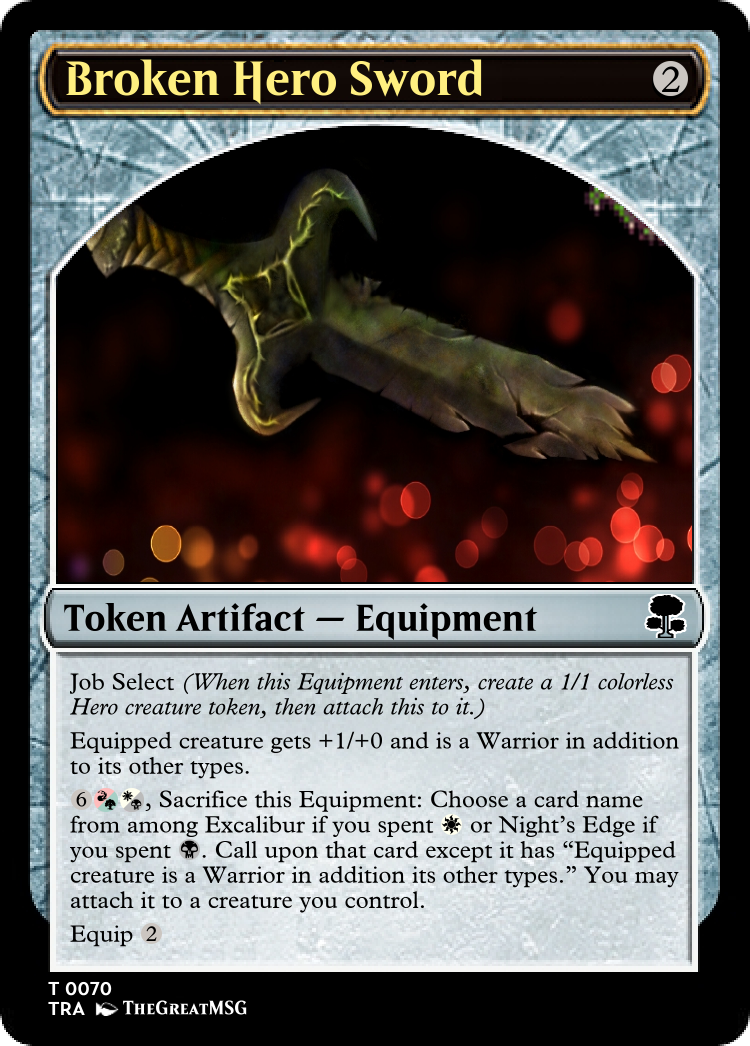 Broken Hero Sword 2
Token Artifact — Equipment
Job Select (When this Equipment enters, create a 1/1 colorless
Hero creature token, then attach this to it.)
Equipped creature gets +1/+0 and is a Warrior in addition
to its other types.
6 , Sacrifice this Equipment: Choose a card name
from among Excalibur if you spent or Night's Edge if
you spent . Call upon that card except it has “Equipped
creature is a Warrior in addition its other types.” You may
attach it to a creature you control.
Equip 2
T 0070
TRA TheGreatMSG